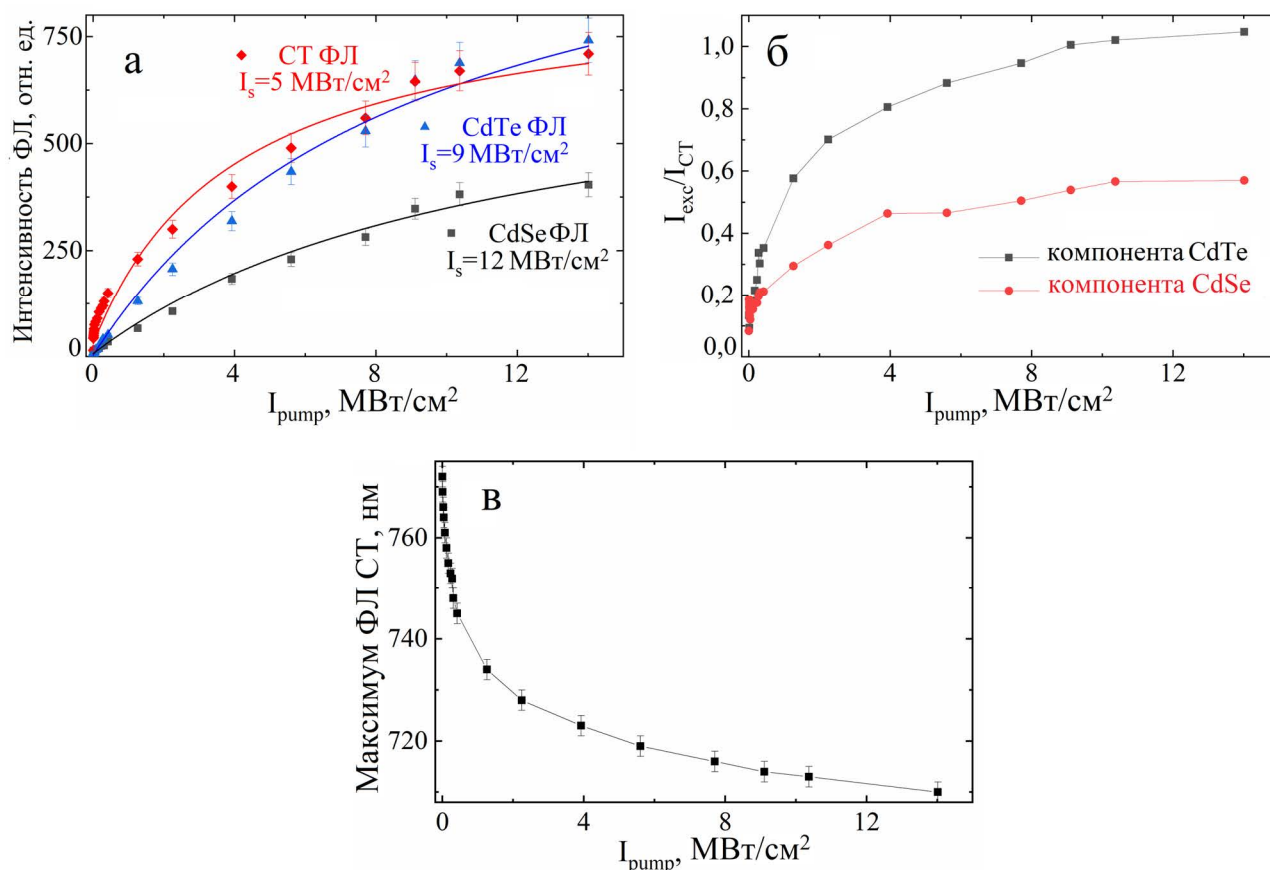 а
Интенсивность ФЛ, отн. ед.
750
500
250
0
СТ ФЛ
Iₛ=5 МВт/см²
CdTe ФЛ
Iₛ=9 МВт/см²
CdSe ФЛ
Iₛ=12 МВт/см²
0 4 8 12
I_pump, МВт/см²
б
I_exc/I_CT
1,0
0,8
0,6
0,4
0,2
0,0
компонента CdTe
компонента CdSe
0 4 8 12
I_pump, МВт/см²
в
Максимум ФЛ СТ, нм
760
740
720
0 4 8 12
I_pump, МВт/см²